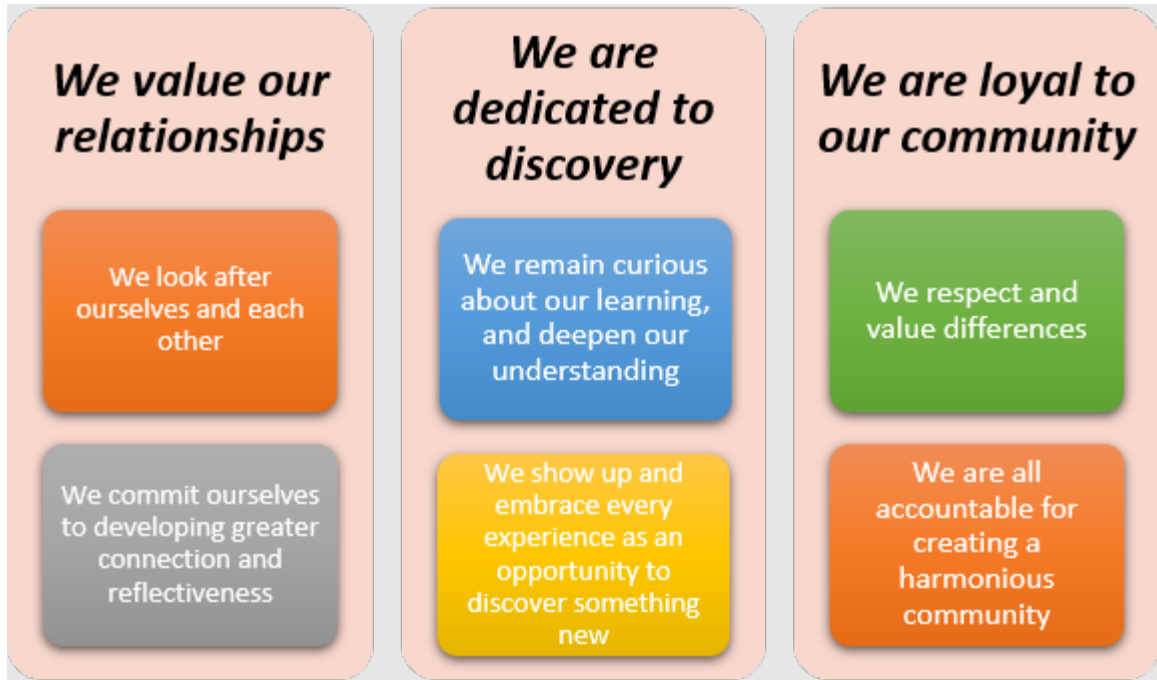 We value our
relationships
We look after
ourselves and each
other
We commit ourselves
to developing greater
connection and
reflectiveness
We are
dedicated to
discovery
We remain curious
about our learning,
and deepen our
understanding
We show up and
embrace every
experience as an
opportunity to
discover something
new
We are loyal to
our community
We respect and
value differences
We are all
accountable for
creating a
harmonious
community